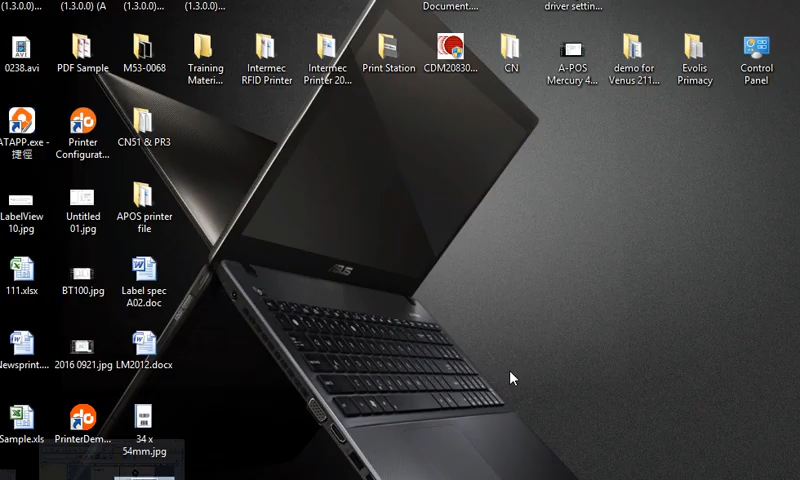 (1.3.0.0)...
(1.3.0.0) (A
(1.3.0.0)...
(1.3.0.0)...
Document....
driver settin...
0238.avi
PDF Sample
M53-0068
Training
Materi...
Intermec
RFID Printer
Intermec
Printer 20...
Print Station
CDM20830...
CN
A-POS
Mercury 4...
demo for
Venus 211...
Evolis
Primacy
Control
Panel
ATAPP.exe -
捷徑
Printer
Configurat...
CN51 & PR3
LabelView
10.jpg
Untitled
01.jpg
APOS printer
file
ASUS
111.xlsx
BT100.jpg
Label spec
A02.doc
Newsprint....
2016 0921.jpg
LM2012.docx
Sample.xls
PrinterDem...
34 x
54mm.jpg